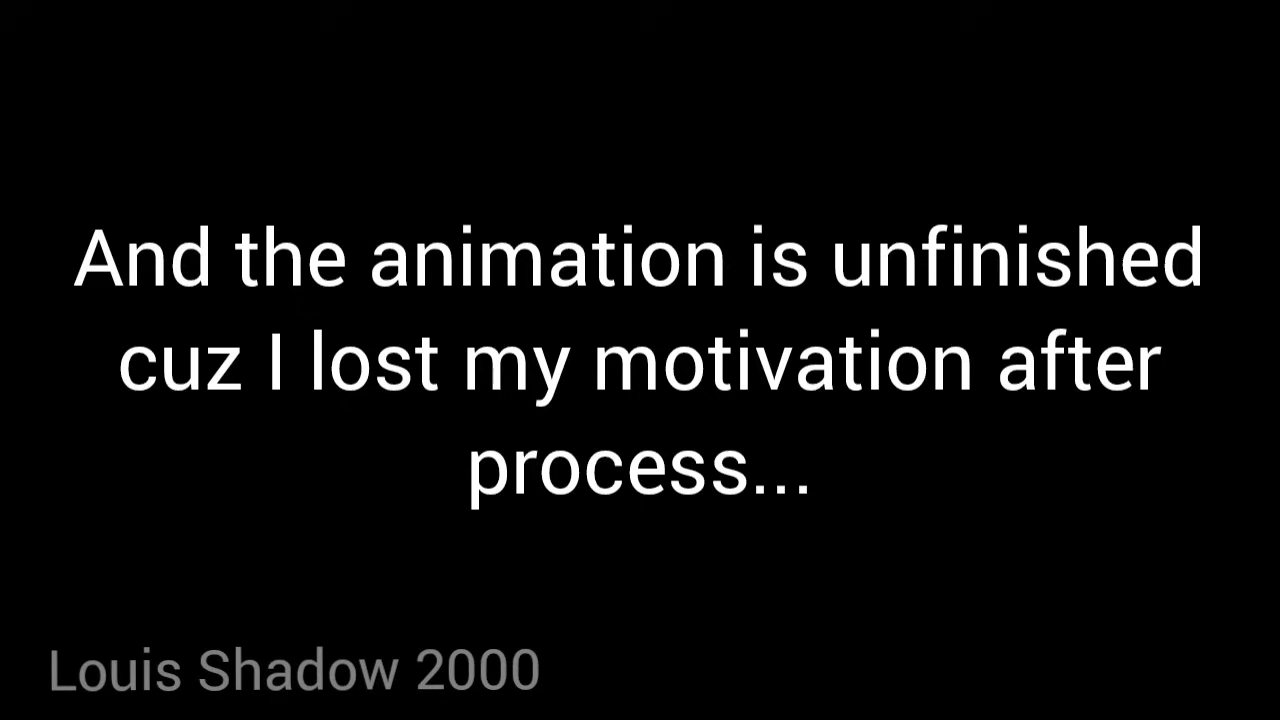 And the animation is unfinished
cuz I lost my motivation after
process...
Louis Shadow 2000